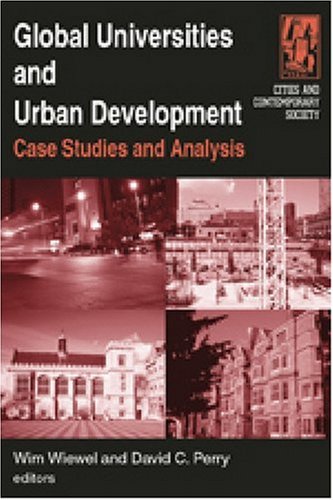 Global Universities
and
Urban Development
Case Studies and Analysis
CITIES AND
CONTEMPORARY
SOCIETY
Wim Wiewel and David C. Perry
editors